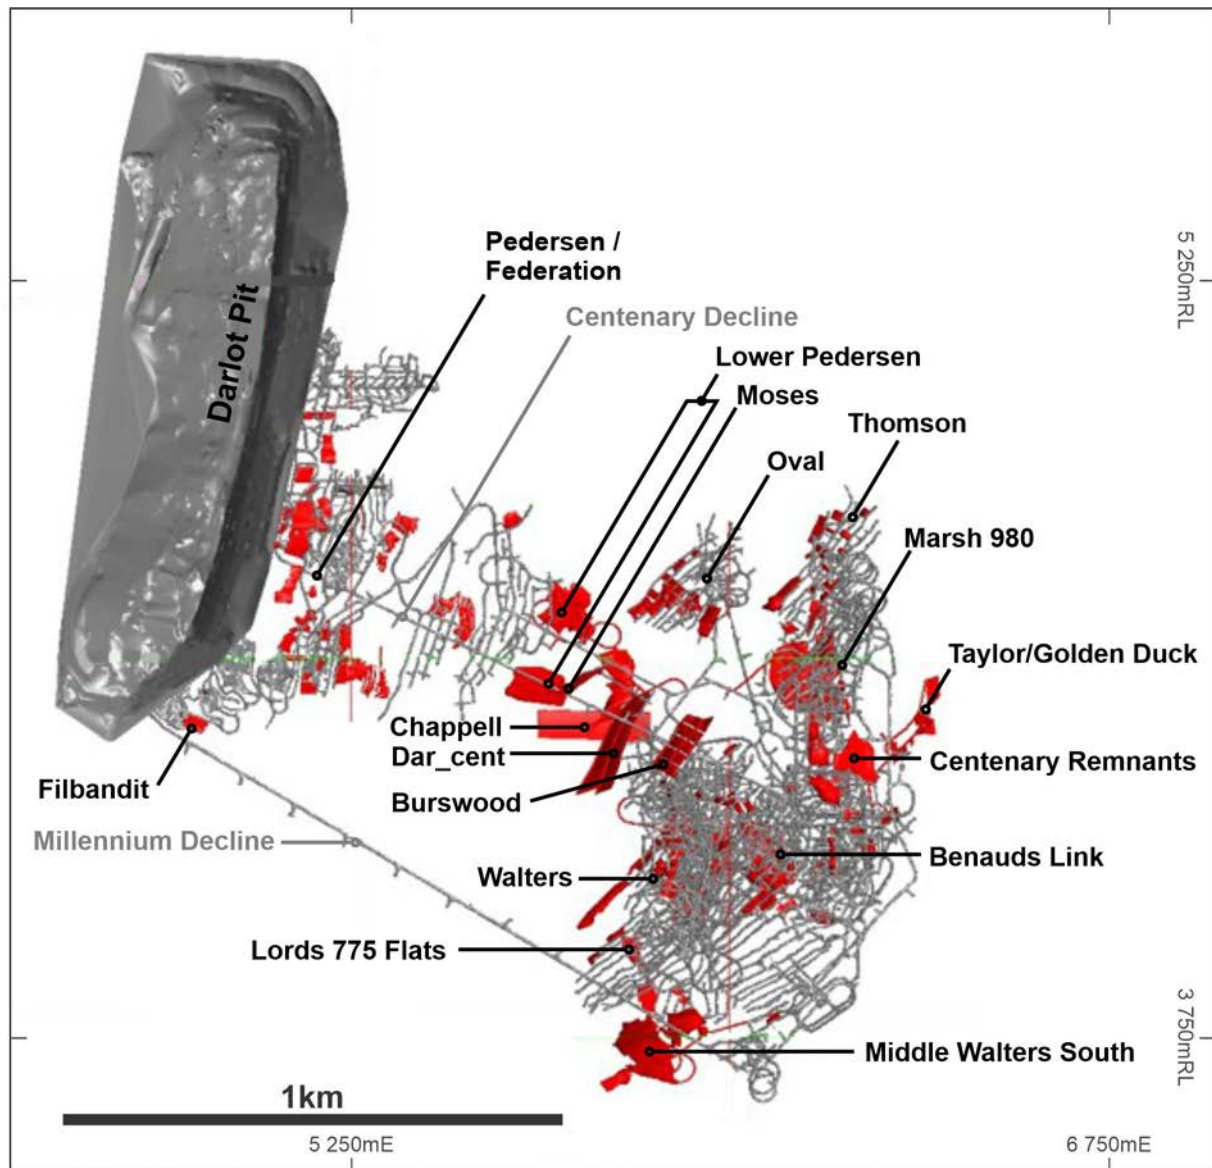 Pedersen /
Federation
Centenary Decline
Lower Pedersen
Moses
Thomson
Oval
Marsh 980
Darlot Pit
5 250mRL
Taylor/Golden Duck
Chappell
Dar_cent
Centenary Remnants
Filbandit
Burswood
Millennium Decline
Benauds Link
Walters
Lords 775 Flats
3 750mRL
Middle Walters South
1km
5 250mE
6 750mE